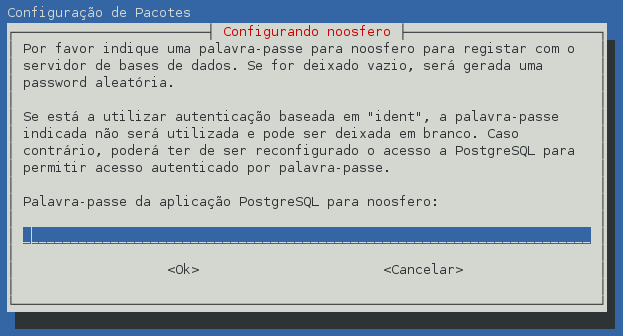 Configuração de Pacotes
Configurando noosfero
Por favor indique uma palavra-passe para noosfero para registar com o
servidor de bases de dados. Se for deixado vazio, será gerada uma
password aleatória.
Se está a utilizar autenticação baseada em "ident", a palavra-passe
indicada não será utilizada e pode ser deixada em branco. Caso
contrário, poderá ter de ser reconfigurado o acesso a PostgreSQL para
permitir acesso autenticado por palavra-passe.
Palavra-passe da aplicação PostgreSQL para noosfero:
<Ok> <Cancelar>